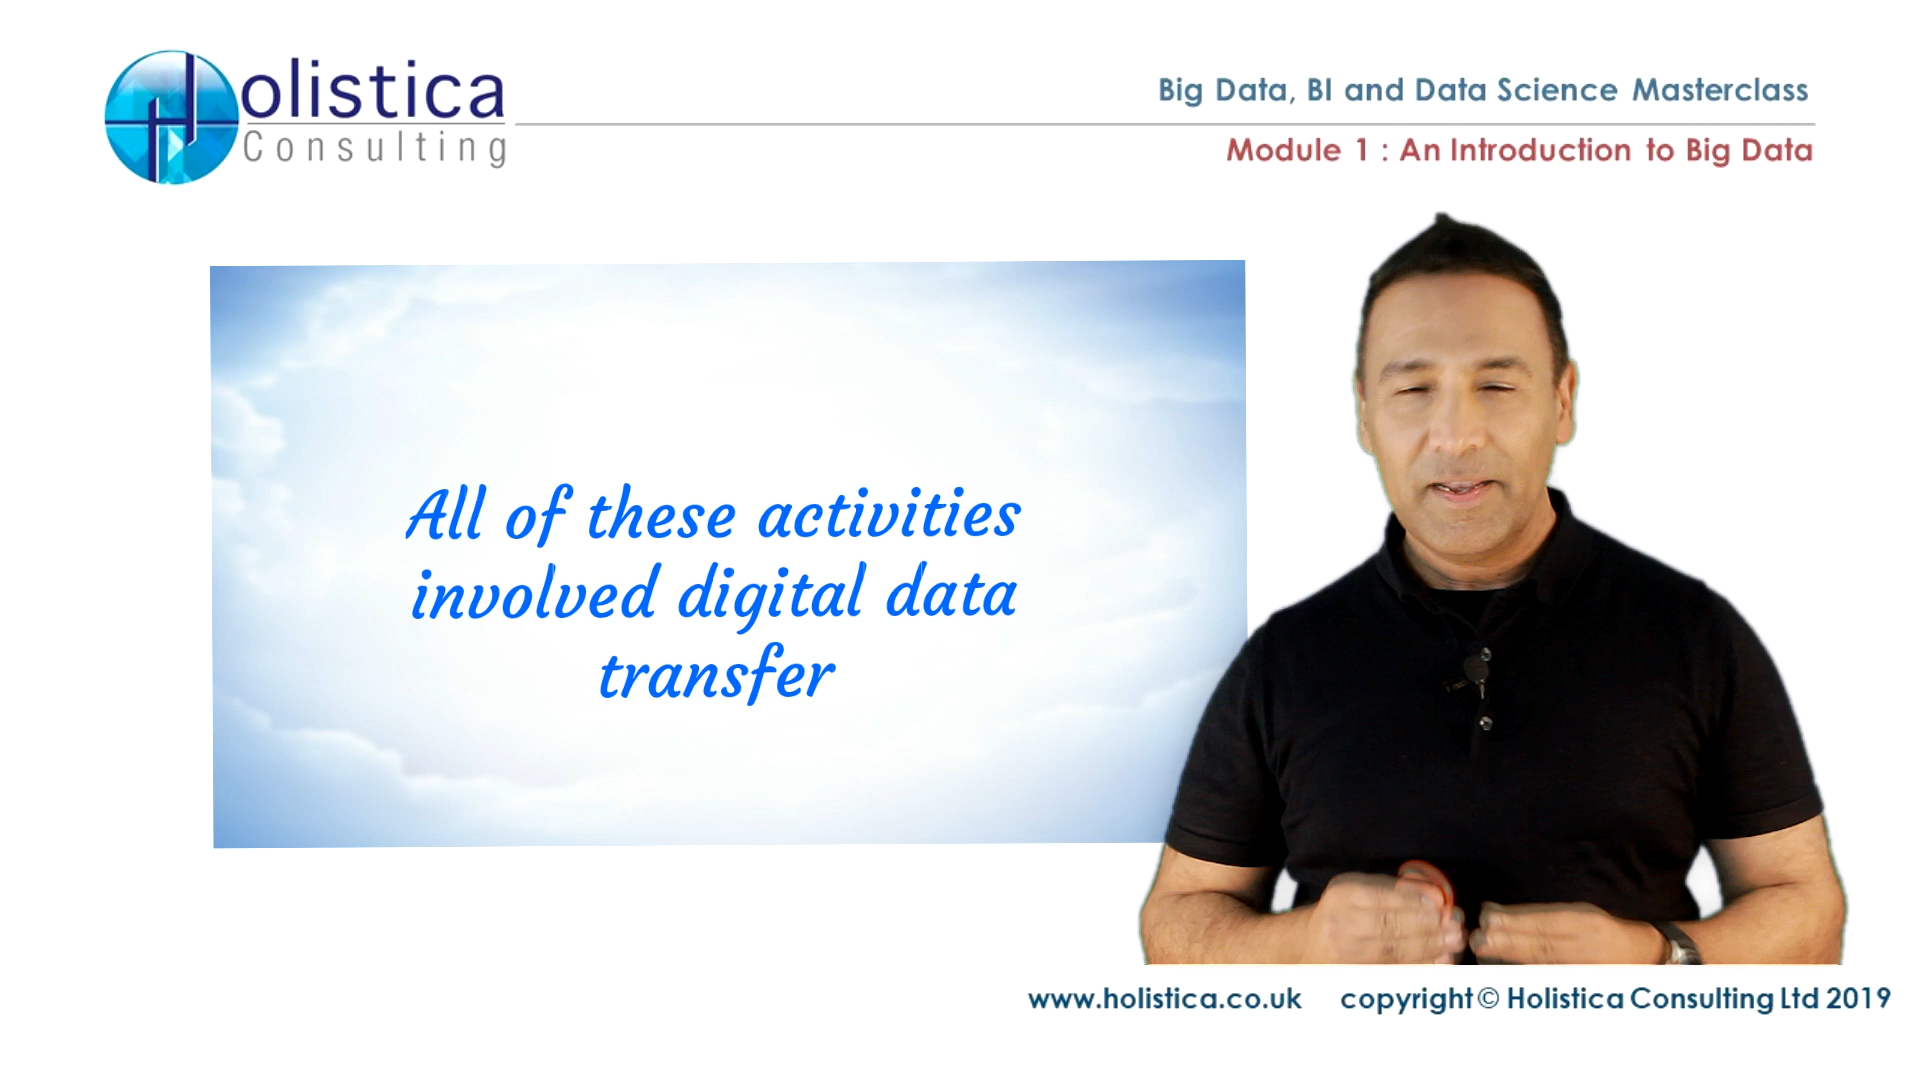 Holistica
Consulting
Big Data, BI and Data Science Masterclass
Module 1 : An Introduction to Big Data
All of these activities
involved digital data
transfer
www.holistica.co.uk copyright © Holistica Consulting Ltd 2019